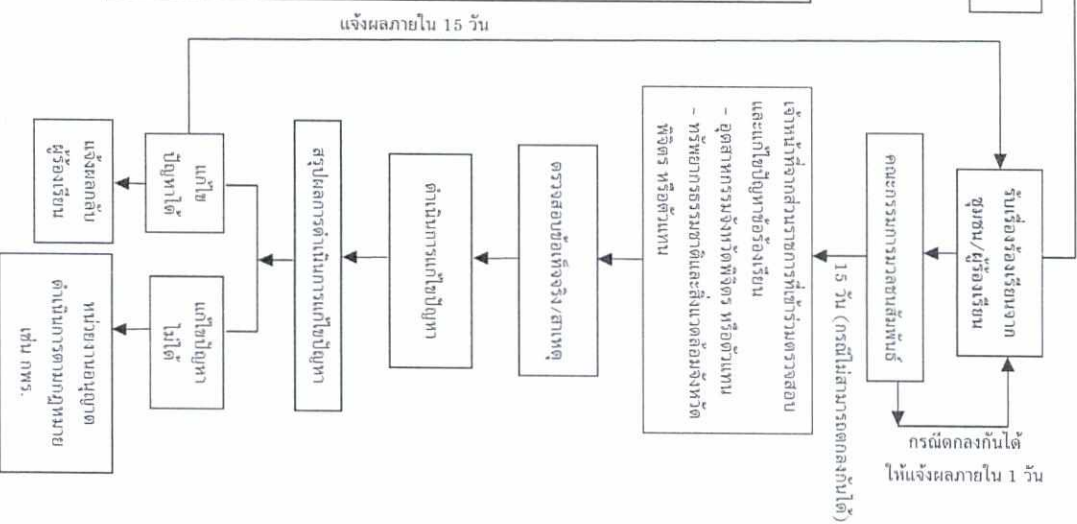 แจ้งผลภายใน 15 วัน
รับเรื่องร้องเรียนจาก
ชุมชน/ผู้ร้องเรียน
คณะกรรมการมวลชนสัมพันธ์
กรณีตกลงกันได้
ให้แจ้งผลภายใน 1 วัน
15 วัน (กรณีไม่สามารถตกลงกันได้)
เจ้าหน้าที่จากส่วนราชการที่เข้าร่วมตรวจสอบ
และแก้ไขปัญหาข้อร้องเรียน
- อุตสาหกรรมจังหวัดพิจิตร หรือตัวแทน
- ทรัพยากรธรรมชาติและสิ่งแวดล้อมจังหวัด
พิจิตร หรือตัวแทน
ตรวจสอบข้อเท็จจริง/สาเหตุ
ดำเนินการแก้ไขปัญหา
สรุปผลการดำเนินการแก้ไขปัญหา
แก้ไข
ปัญหาได้
แก้ไขปัญหา
ไม่ได้
แจ้งผลกลับ
ผู้ร้องเรียน
หน่วยงานอนุญาต
ดำเนินการตามกฎหมาย
เช่น กพร.